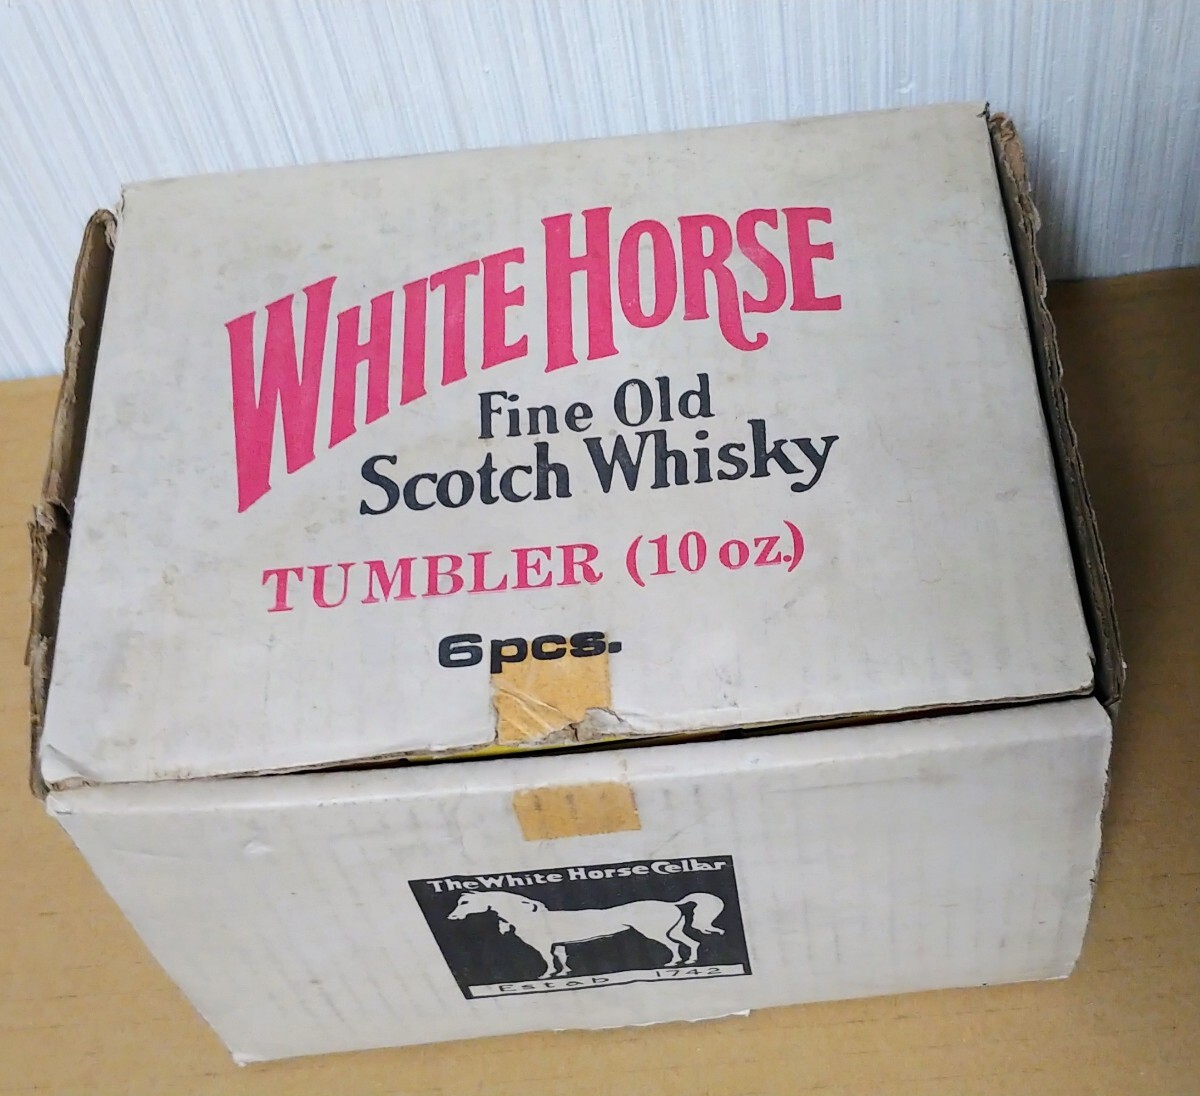 WHITE HORSE
Fine Old
Scotch Whisky
TUMBLER (10 oz.)
6pcs.
The White Horse Cellar
Estab 1742